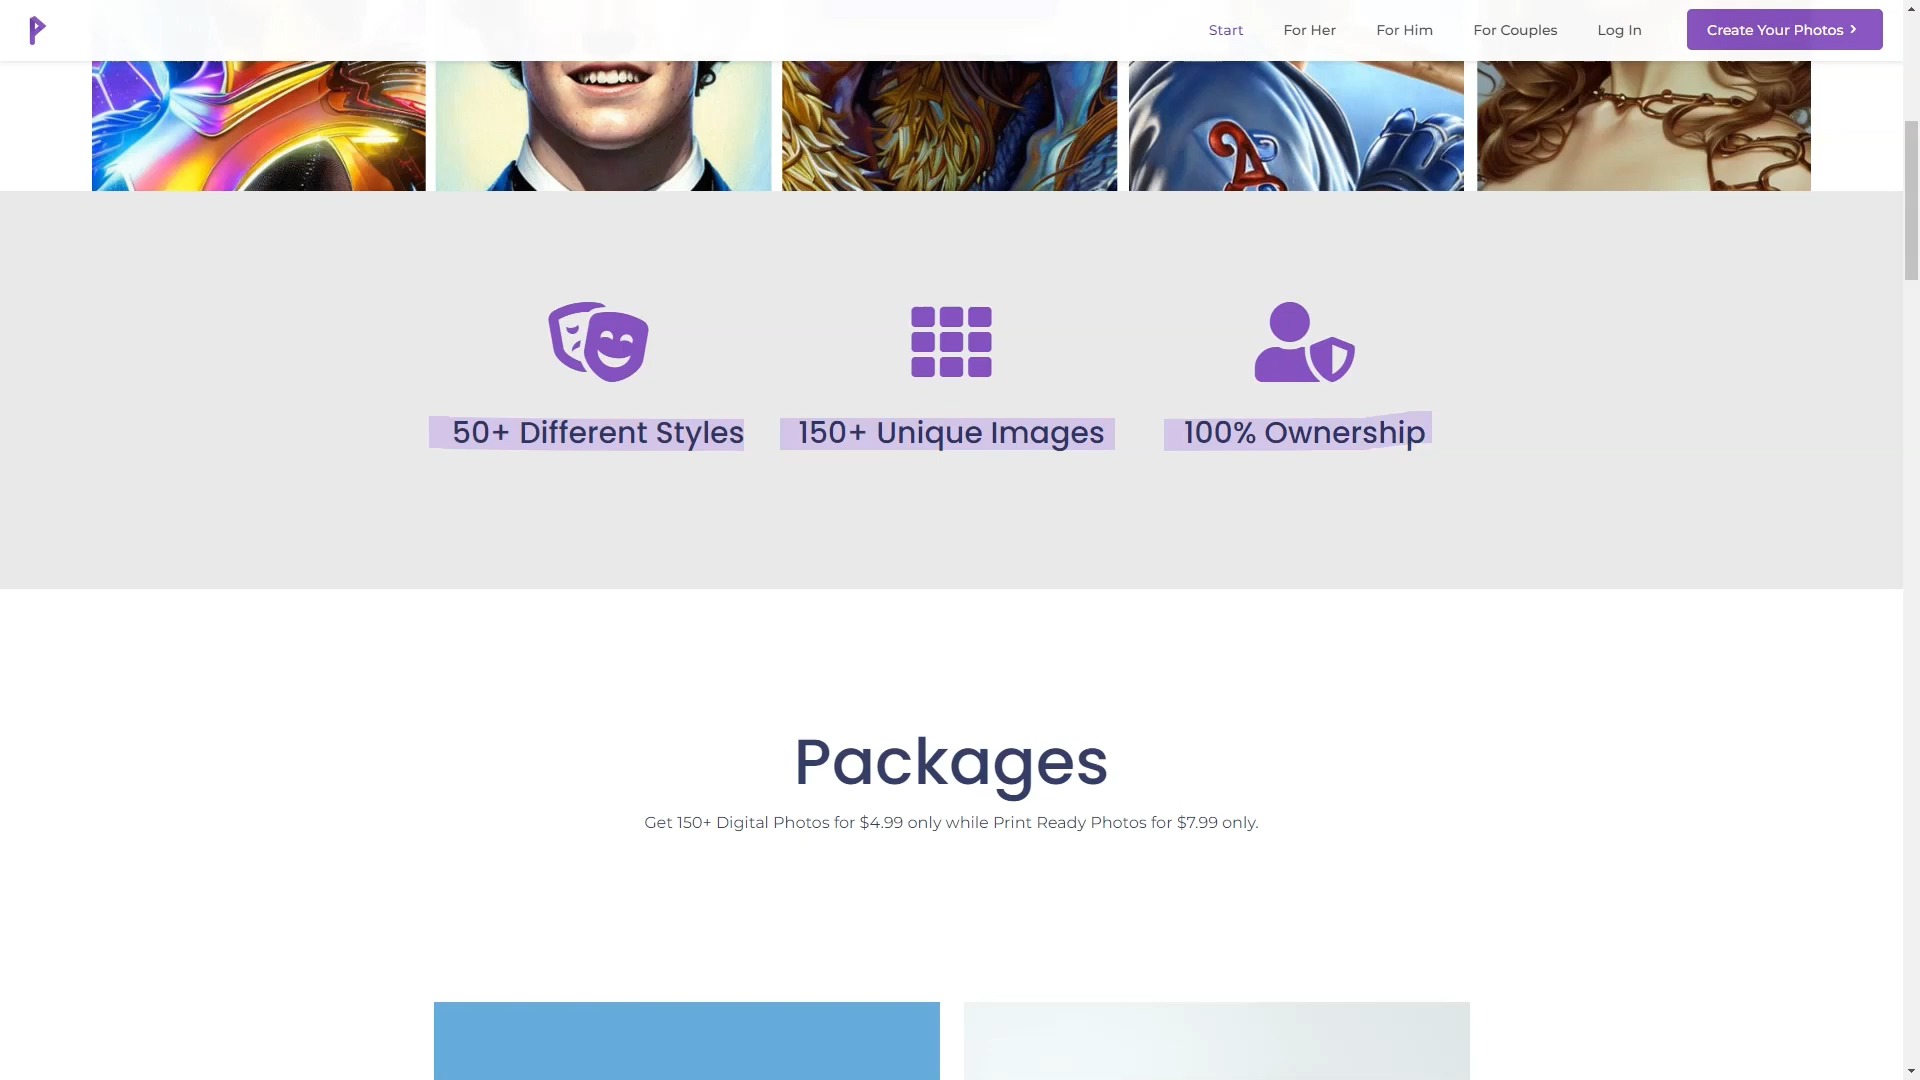 Start
For Her
For Him
For Couples
Log In
Create Your Photos
50+ Different Styles
150+ Unique Images
100% Ownership
Packages
Get 150+ Digital Photos for $4.99 only while Print Ready Photos for $7.99 only.